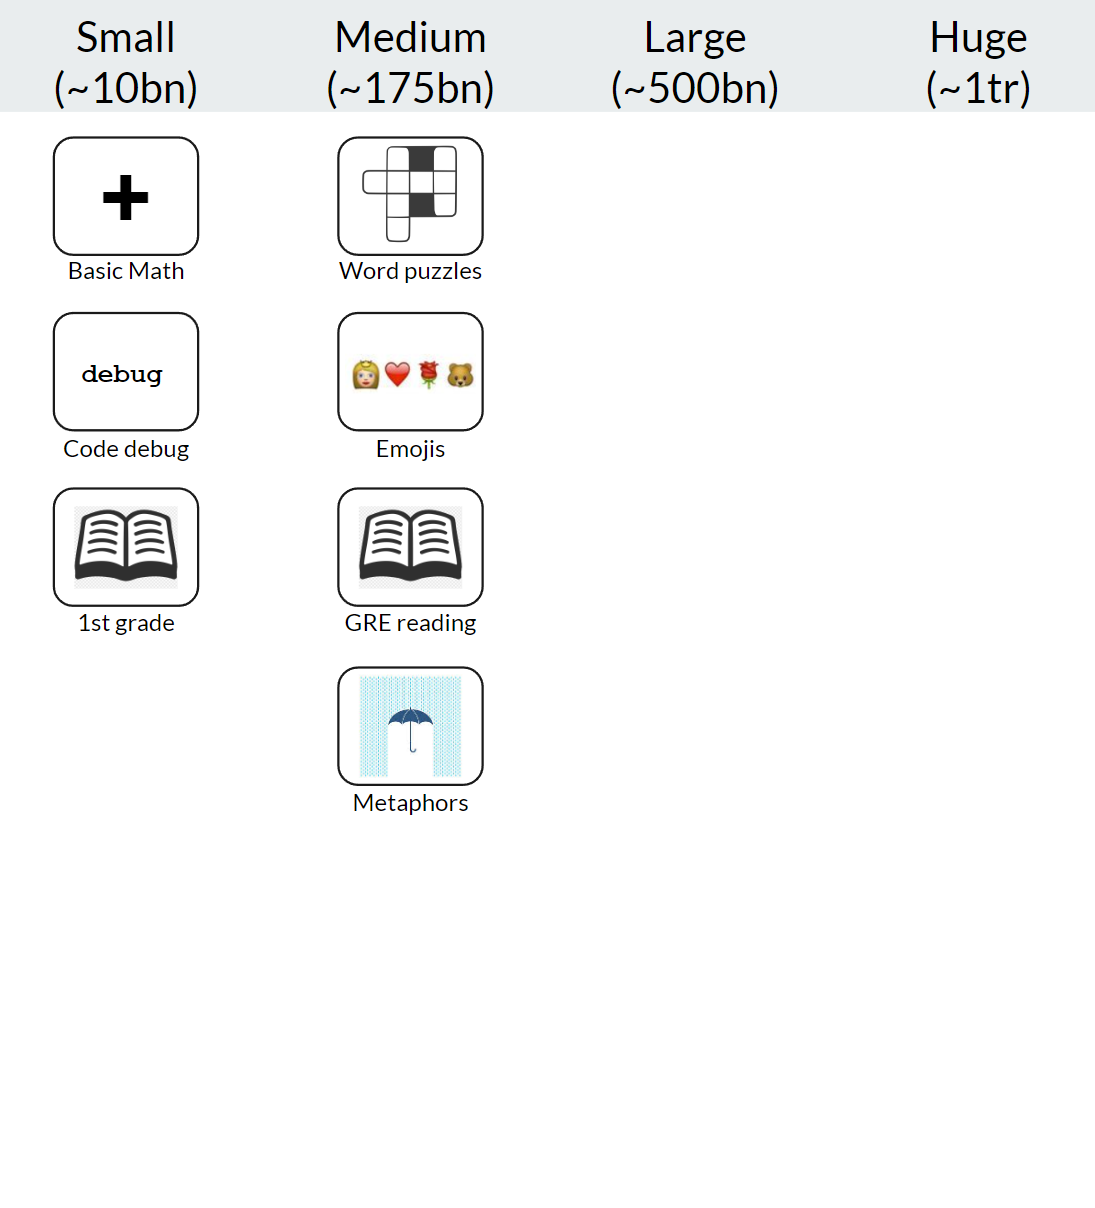 Small
(~10bn)
Medium
(~175bn)
Large
(~500bn)
Huge
(~1tr)
Basic Math
Word puzzles
debug
Code debug
Emojis
1st grade
GRE reading
Metaphors